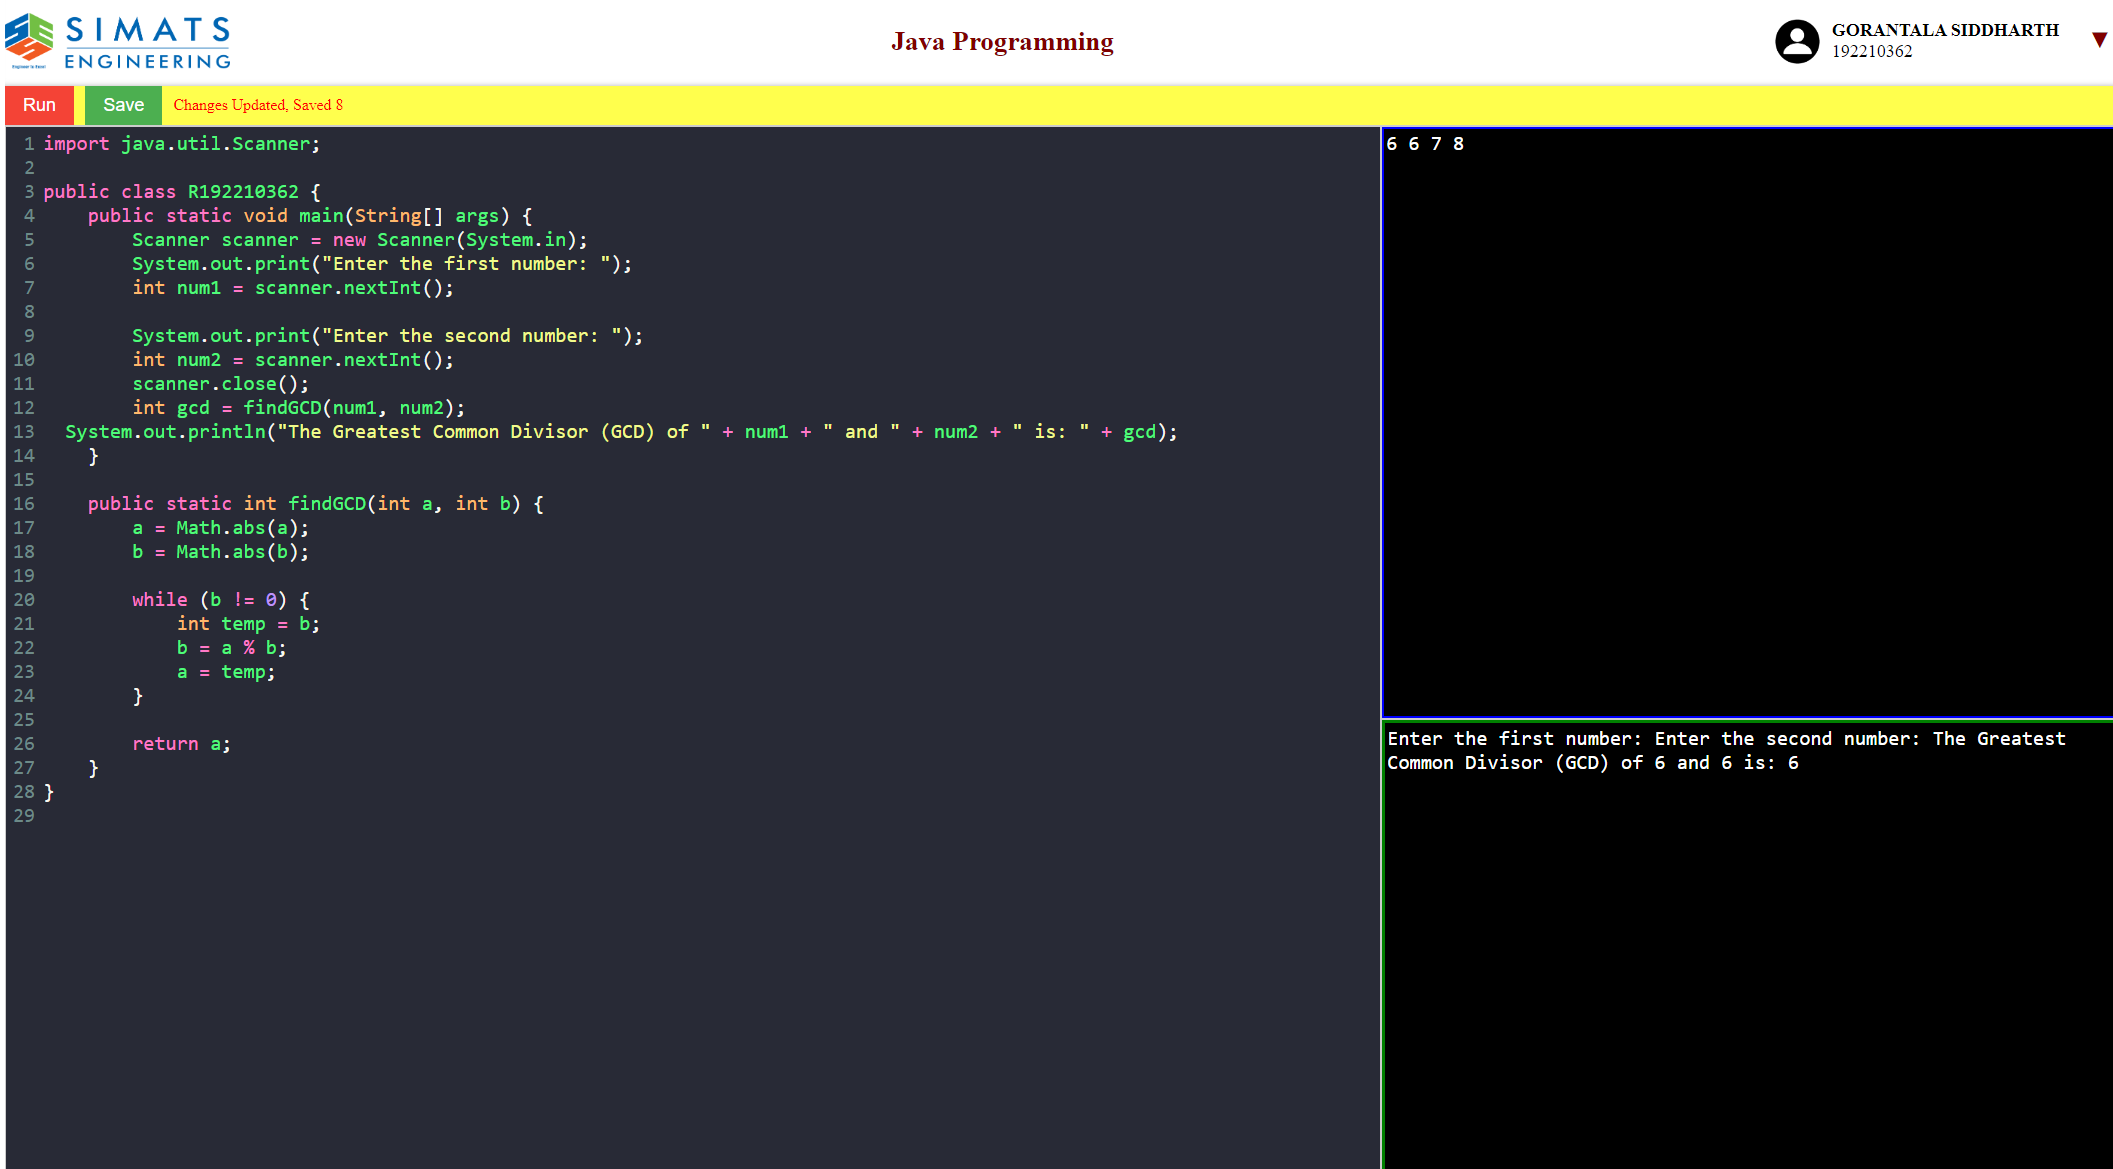 SIMATS
ENGINEERING
Engineer to Excel
Java Programming
GORANTALA SIDDHARTH
192210362
▼
Run Save Changes Updated, Saved 8
1 import java.util.Scanner;
2
3 public class R192210362 {
4     public static void main(String[] args) {
5         Scanner scanner = new Scanner(System.in);
6         System.out.print("Enter the first number: ");
7         int num1 = scanner.nextInt();
8
9         System.out.print("Enter the second number: ");
10         int num2 = scanner.nextInt();
11         scanner.close();
12         int gcd = findGCD(num1, num2);
13   System.out.println("The Greatest Common Divisor (GCD) of " + num1 + " and " + num2 + " is: " + gcd);
14     }
15
16     public static int findGCD(int a, int b) {
17         a = Math.abs(a);
18         b = Math.abs(b);
19
20         while (b != 0) {
21             int temp = b;
22             b = a % b;
23             a = temp;
24         }
25
26         return a;
27     }
28 }
29
6 6 7 8
Enter the first number: Enter the second number: The Greatest
Common Divisor (GCD) of 6 and 6 is: 6